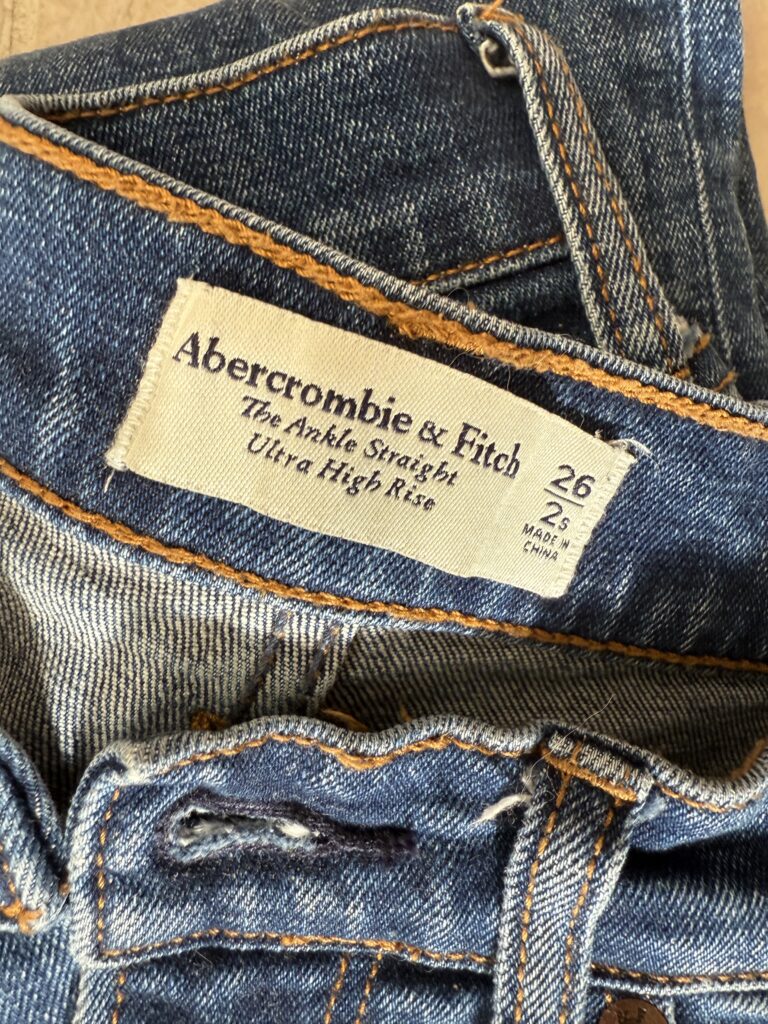 Abercrombie & Fitch
The Ankle Straight
Ultra High Rise
26
2s
MADE IN
CHINA